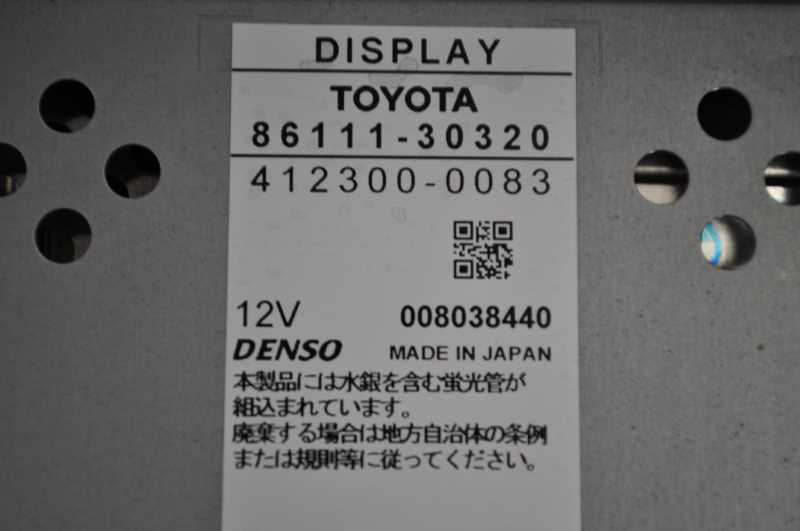 DISPLAY
TOYOTA
86111-30320
412300-0083
12V 008038440
DENSO MADE IN JAPAN
本製品には水銀を含む蛍光管が
組込まれています。
廃棄する場合は地方自治体の条例
または規則等に従ってください。